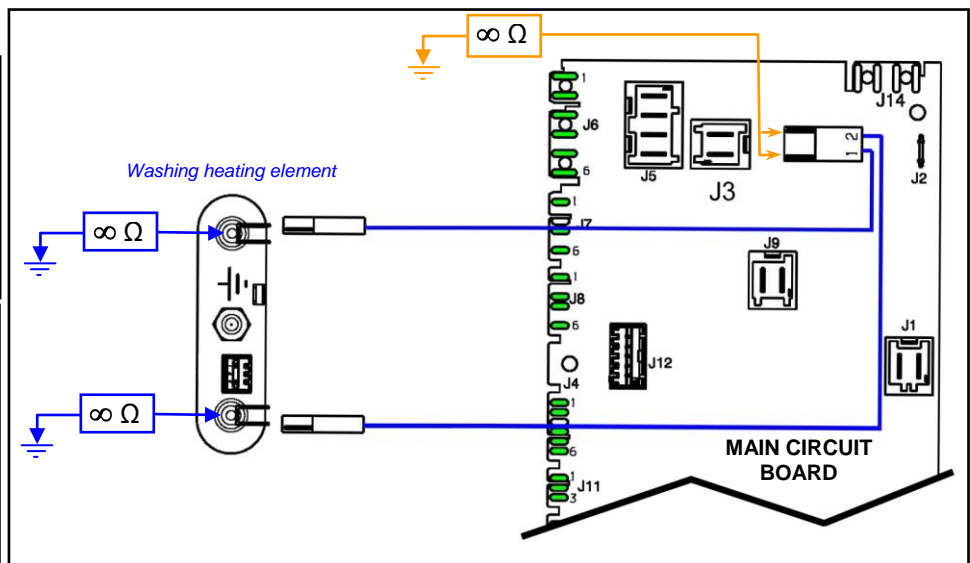 ∞ Ω
1
J14
J6
2
1
J5
J3
J2
6
Washing heating element
1
∞ Ω
J7
6
J9
1
J8
6
J1
J12
J4
1
∞ Ω
6
MAIN CIRCUIT
BOARD
1
J11
3